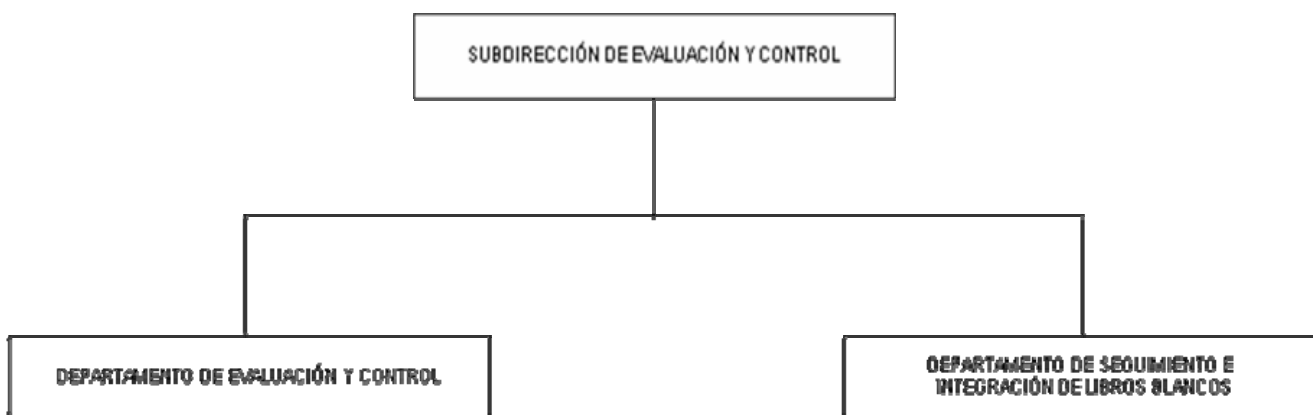 SUBDIRECCIÓN DE EVALUACIÓN Y CONTROL
DEPARTAMENTO DE EVALUACIÓN Y CONTROL
DEPARTAMENTO DE SEGUIMIENTO E
INTEGRACIÓN DE LIBROS BLANCOS